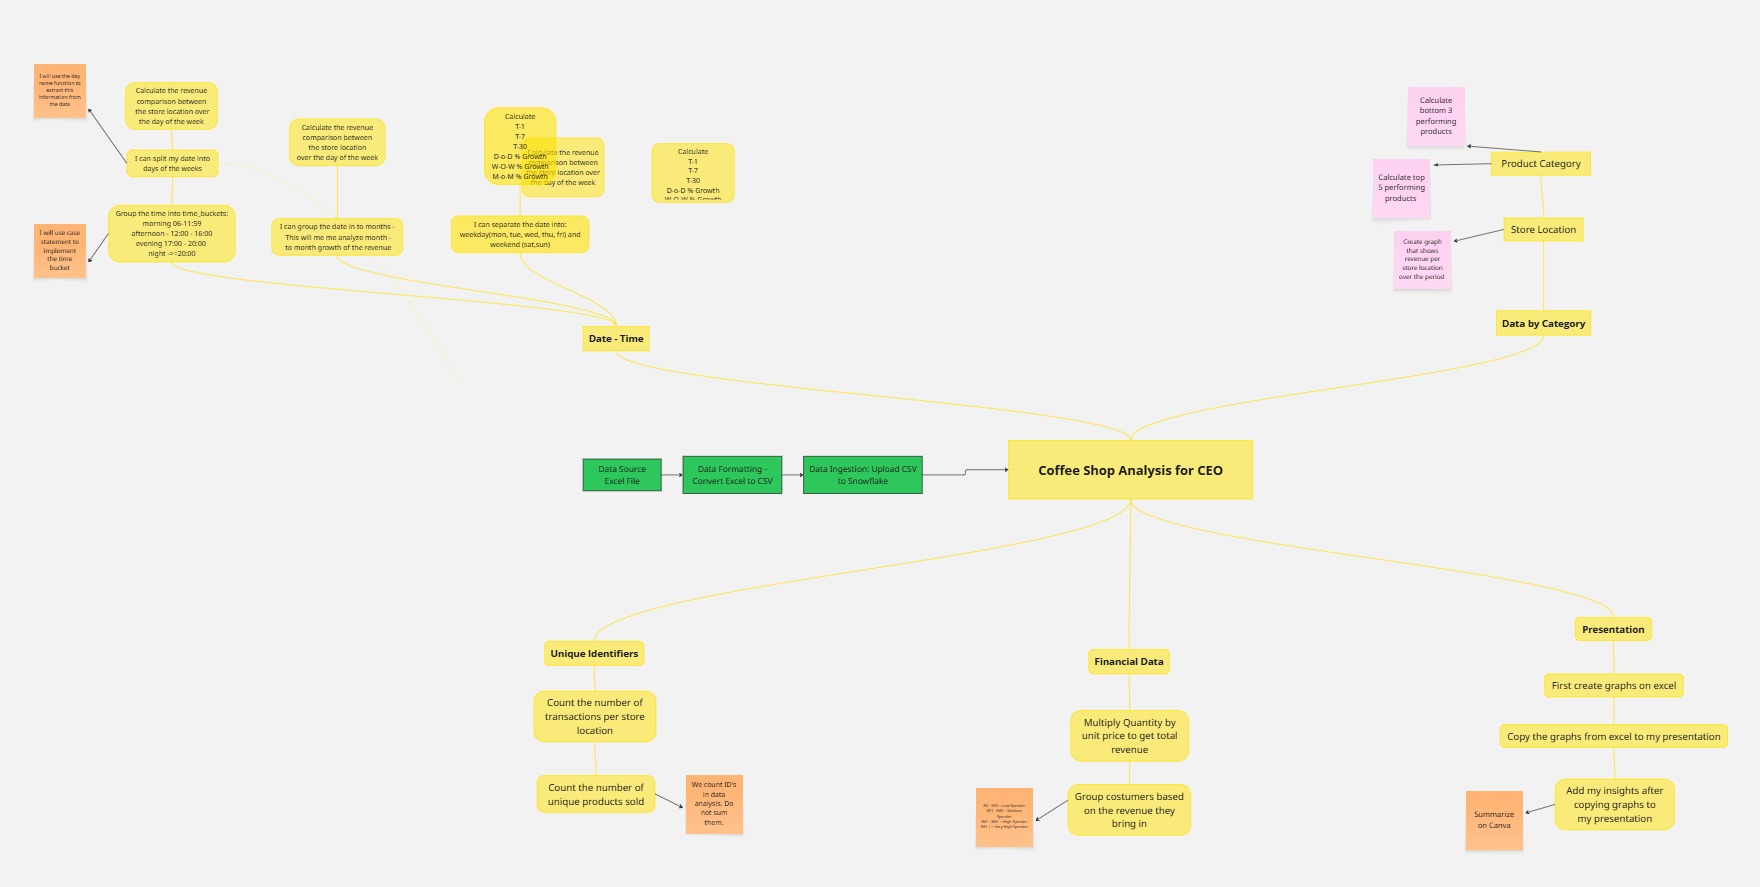 I will use the day
name function to
extract this
information from
the data
Calculate the revenue
comparison between
the store location over
the day of the week
I can split my date into
days of the weeks
Group the time into time_buckets:
morning 06-11:59
afternoon - 12:00 - 16:00
evening 17:00 - 20:00
night ->=20:00
I will use case
statement to
implement
the time
bucket
Calculate the revenue
comparison between
the store location
over the day of the week
I can group the date in to months -
This will me me analyze month -
to month growth of the revenue
Calculate
T-1
T-7
T-30
D-o-D % Growth
W-O-W % Growth
M-o-M % Growth
Calculate the revenue
comparison between
the store location over
the day of the week
I can separate the date into:
weekday(mon, tue, wed, thu, fri) and
weekend (sat,sun)
Calculate
T-1
T-7
T-30
D-o-D % Growth
W-O-W % Growth
Date - Time
Calculate
bottom 3
performing
products
Product Category
Calculate top
5 performing
products
Store Location
Create graph
that shows
revenue per
store location
over the period
Data by Category
Data Source
Excel File
Data Formatting -
Convert Excel to CSV
Data Ingestion: Upload CSV
to Snowflake
Coffee Shop Analysis for CEO
Unique Identifiers
Count the number of
transactions per store
location
Count the number of
unique products sold
We count ID's
in data
analysis. Do
not sum
them.
Financial Data
Multiply Quantity by
unit price to get total
revenue
Group costumers based
on the revenue they
bring in
Low Spender
Medium
Spender
High Spender
Very High Spender
Presentation
First create graphs on excel
Copy the graphs from excel to my presentation
Add my insights after
copying graphs to
my presentation
Summarize
on Canva